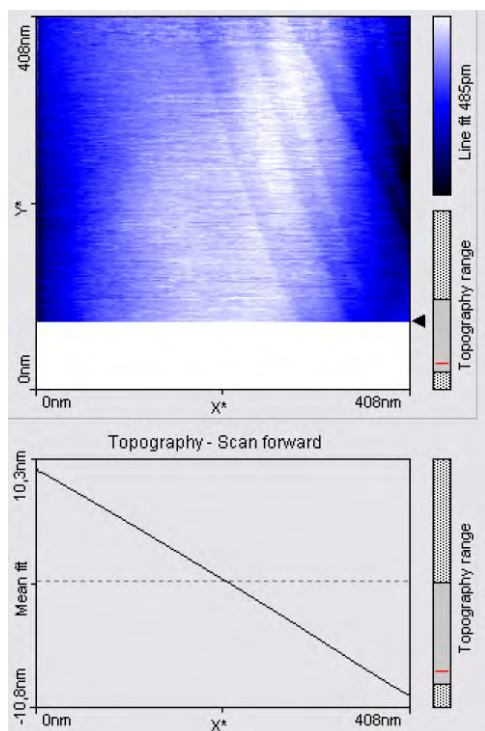 408nm
Y*
0nm
0nm
X*
408nm
Line fit 485pm
Topography range
Topography - Scan forward
10,3nm
Mean fit
-10,8nm
0nm
X*
408nm
Topography range